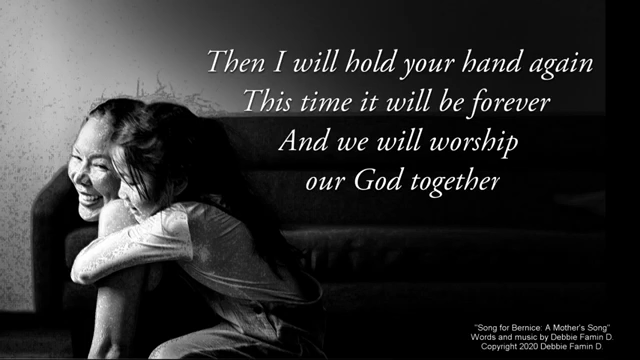 Then I will hold your hand again
This time it will be forever
And we will worship
our God together
"Song for Bernice: A Mother's Song"
Words and music by Debbie Famin D.
Copyright 2020 Debbie Famin D.